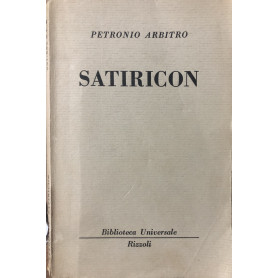 PETRONIO ARBITRO
SATIRICON
Biblioteca Universale
Rizzoli